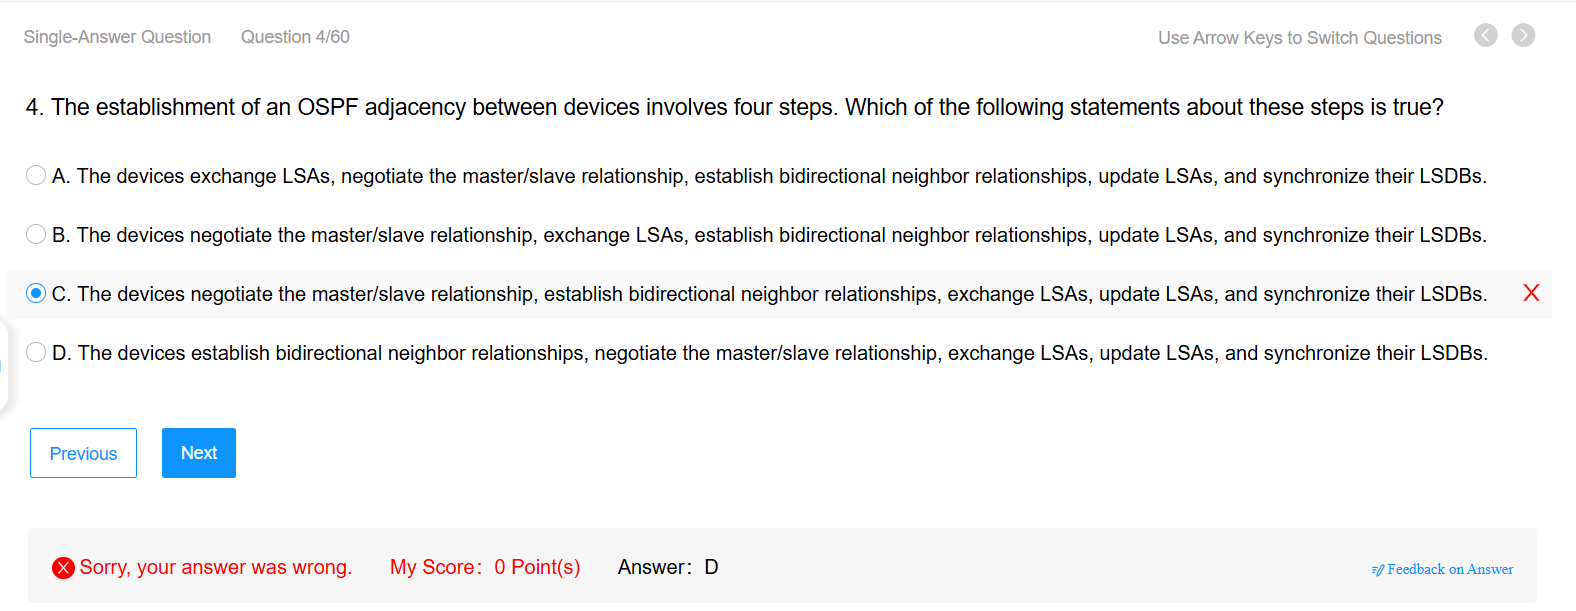 Single-Answer Question Question 4/60 Use Arrow Keys to Switch Questions
4. The establishment of an OSPF adjacency between devices involves four steps. Which of the following statements about these steps is true?
A. The devices exchange LSAs, negotiate the master/slave relationship, establish bidirectional neighbor relationships, update LSAs, and synchronize their LSDBs.
B. The devices negotiate the master/slave relationship, exchange LSAs, establish bidirectional neighbor relationships, update LSAs, and synchronize their LSDBs.
C. The devices negotiate the master/slave relationship, establish bidirectional neighbor relationships, exchange LSAs, update LSAs, and synchronize their LSDBs.
D. The devices establish bidirectional neighbor relationships, negotiate the master/slave relationship, exchange LSAs, update LSAs, and synchronize their LSDBs.
Previous Next
Sorry, your answer was wrong. My Score: 0 Point(s) Answer: D Feedback on Answer